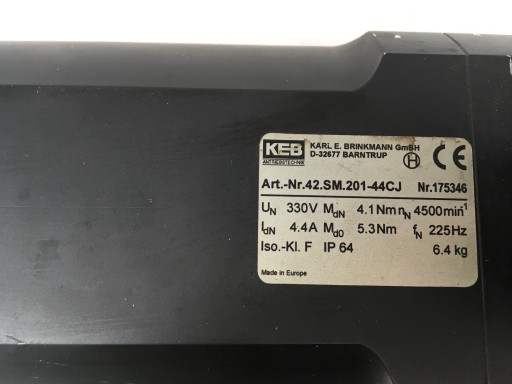 KEB
ANTRIEBSTECHNIK
KARL E. BRINKMANN GmbH
D-32677 BARNTRUP
H
CE
Art.-Nr.42.SM.201-44CJ Nr.175346
UN 330V MdN 4.1Nm nN 4500min-1
IdN 4.4A Md0 5.3Nm fN 225Hz
Iso.-Kl. F IP 64 6.4 kg
Made in Europe